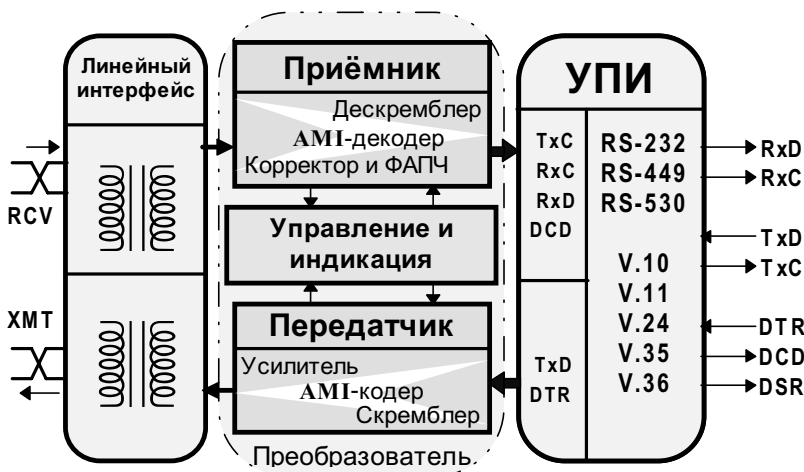 Линейный
интерфейс
RCV
XMT
Приёмник
Дескремблер
AMI-декодер
Корректор и ФАПЧ
Управление и
индикация
Передатчик
Усилитель
AMI-кодер
Скремблер
Преобразователь
УПИ
TxC
RxC
RxD
DCD
TxD
DTR
RS-232
RS-449
RS-530
V.10
V.11
V.24
V.35
V.36
RxD
RxC
TxD
TxC
DTR
DCD
DSR